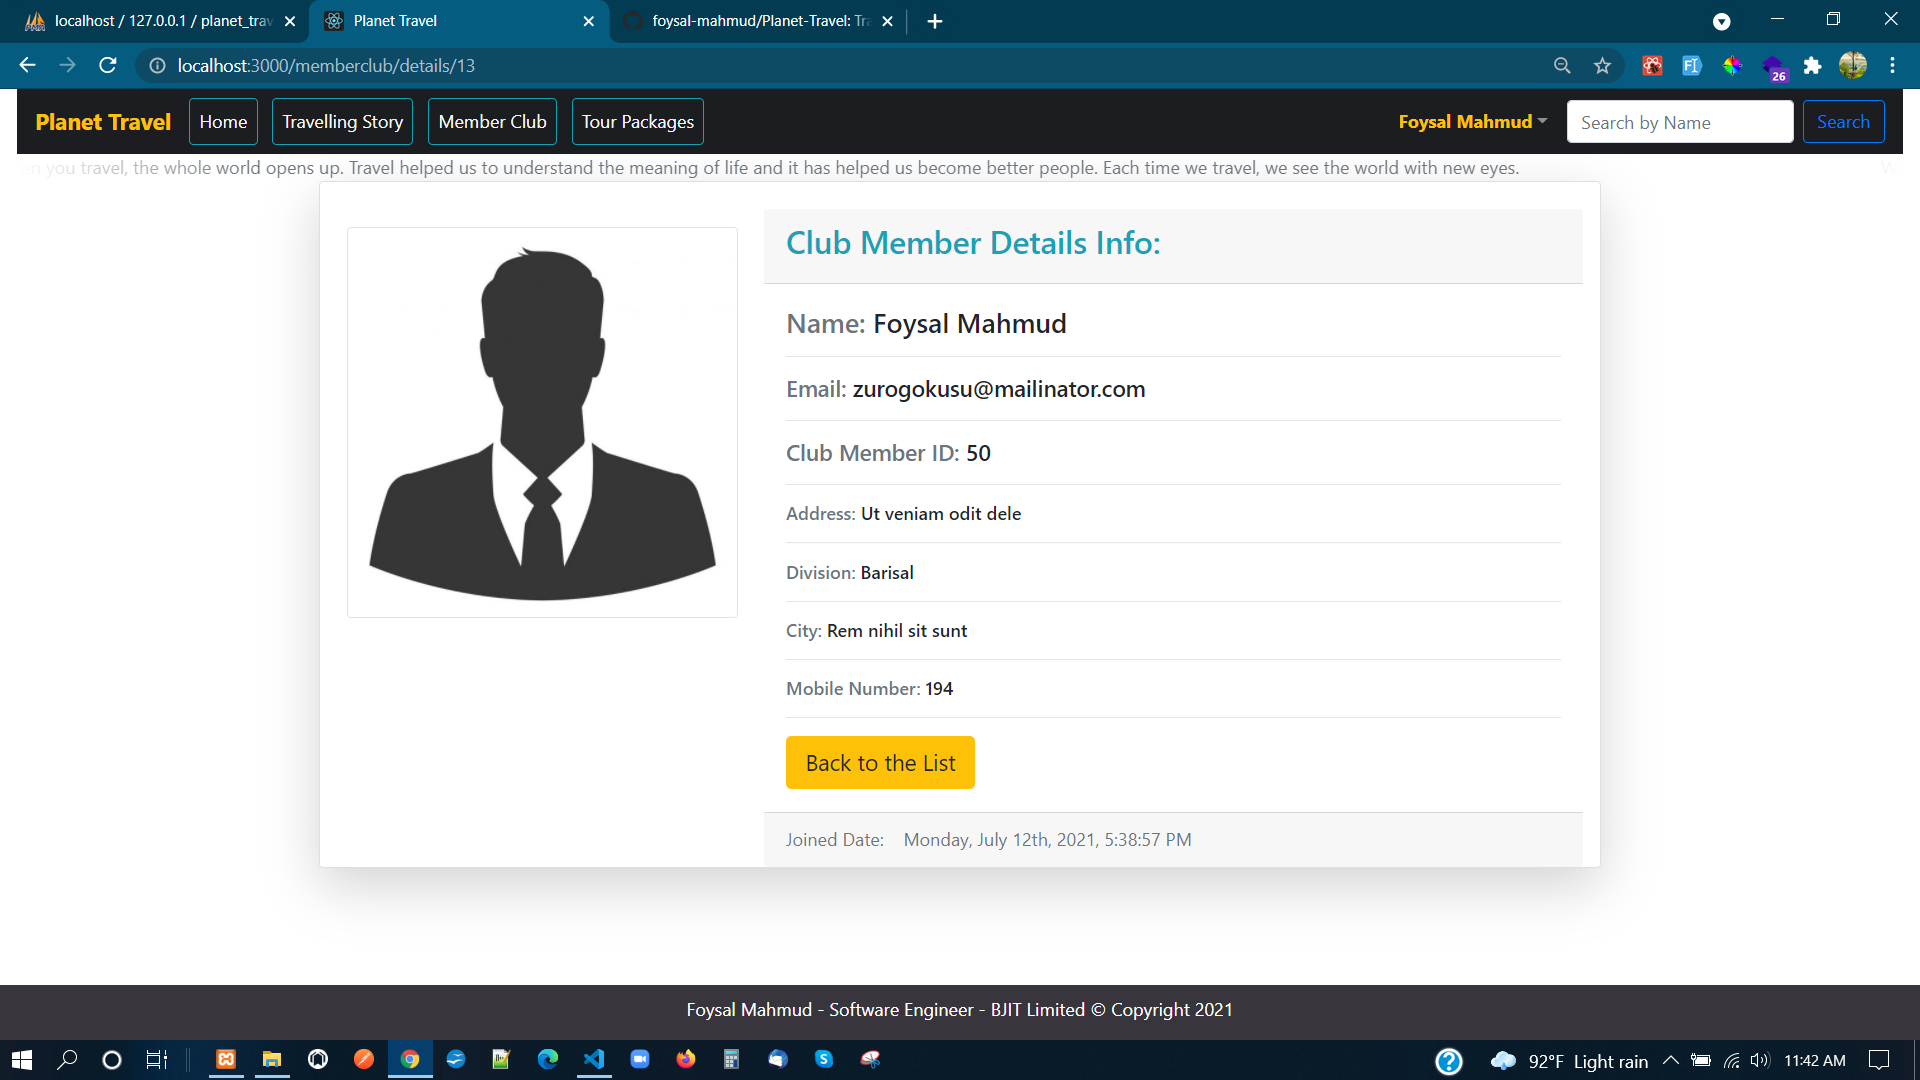 localhost / 127.0.0.1 / planet_trav
Planet Travel
foysal-mahmud/Planet-Travel: Tra
localhost:3000/memberclub/details/13
26
Planet Travel
Home
Travelling Story
Member Club
Tour Packages
Foysal Mahmud
Search by Name
Search
en you travel, the whole world opens up. Travel helped us to understand the meaning of life and it has helped us become better people. Each time we travel, we see the world with new eyes.
W
Club Member Details Info:
Name: Foysal Mahmud
Email: zurogokusu@mailinator.com
Club Member ID: 50
Address: Ut veniam odit dele
Division: Barisal
City: Rem nihil sit sunt
Mobile Number: 194
Back to the List
Joined Date: Monday, July 12th, 2021, 5:38:57 PM
Foysal Mahmud - Software Engineer - BJIT Limited © Copyright 2021
92°F Light rain
11:42 AM